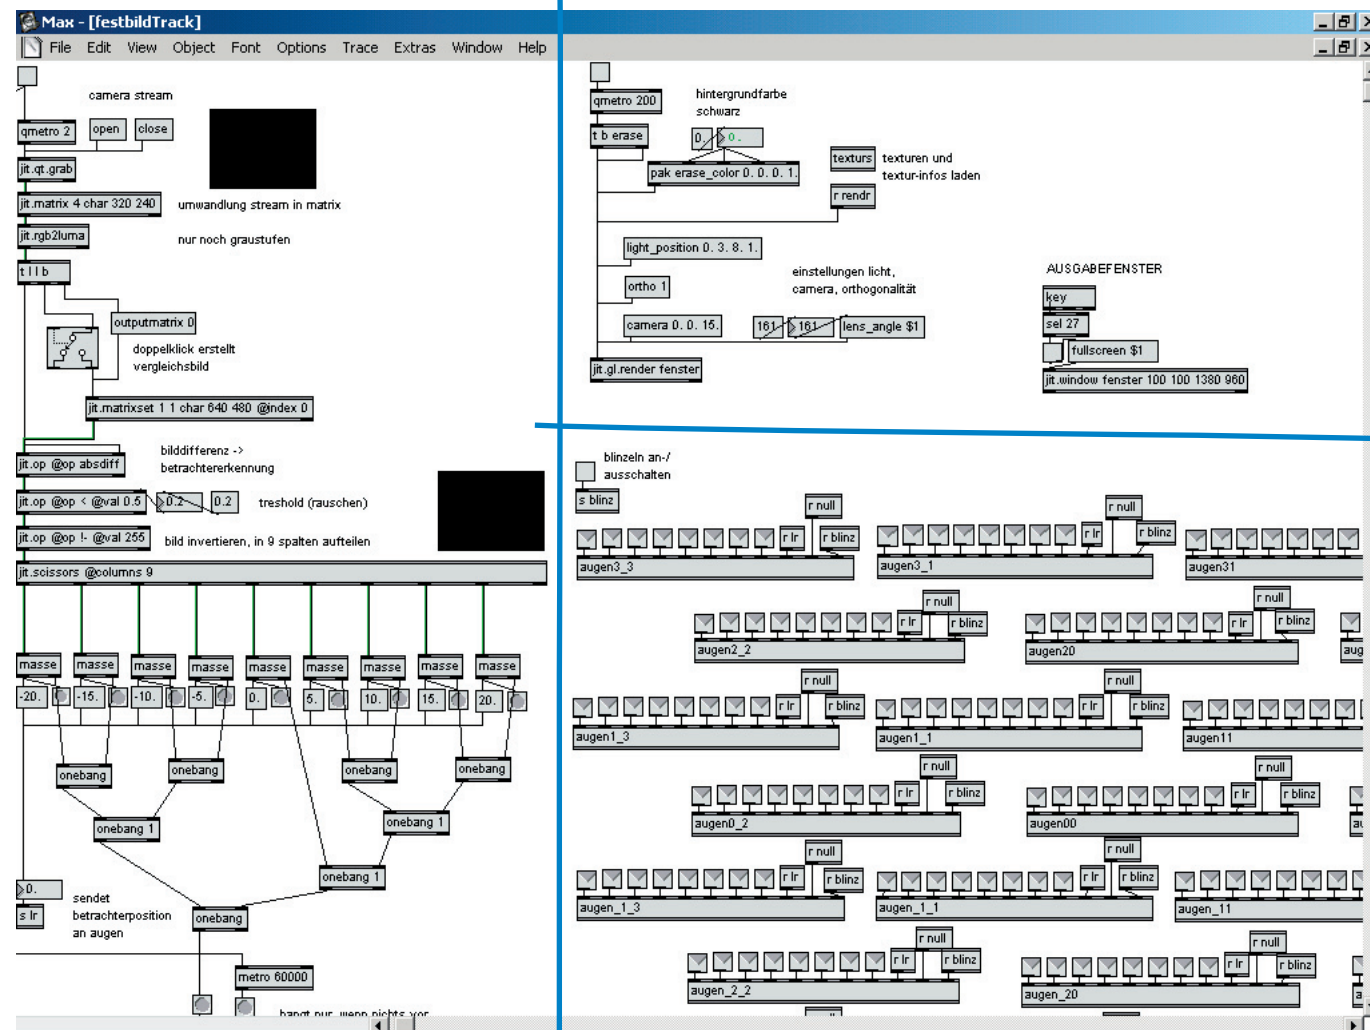 Max - [festbildTrack]
File Edit View Object Font Options Trace Extras Window Help
camera stream
qmetro 2
open
close
jit.qt.grab
jit.matrix 4 char 320 240
umwandlung stream in matrix
jit.rgb2luma
nur noch graustufen
t l l b
outputmatrix 0
doppelklick erstellt
vergleichsbild
jit.matrixset 1 1 char 640 480 @index 0
bilddifferenz ->
betrachtererkennung
jit.op @op absdiff
jit.op @op < @val 0.5
0.2
0.2
treshold (rauschen)
jit.op @op !- @val 255
bild invertieren, in 9 spalten aufteilen
jit.scissors @columns 9
masse masse masse masse masse masse masse masse masse
-20. -15. -10. -5. 0. 5. 10. 15. 20.
onebang onebang onebang onebang
onebang 1 onebang 1
onebang 1
0.
s lr
sendet
betrachterposition
an augen
onebang
metro 60000
bangt nur, wenn nichts vor
qmetro 200
hintergrundfarbe
schwarz
t b erase
0. 0.
pak erase_color 0. 0. 0. 1.
texturs
texturen und
textur-infos laden
r rendr
light_position 0. 3. 8. 1.
ortho 1
einstellungen licht,
camera, orthogonalität
camera 0. 0. 15.
161 161
lens_angle $1
jit.gl.render fenster
AUSGABEFENSTER
key
sel 27
fullscreen $1
jit.window fenster 100 100 1380 960
blinzeln an-/
ausschalten
s blinz
r null r null
r lr r blinz r lr r blinz
augen3_3 augen3_1 augen31
r null r null
r lr r blinz r lr r blinz
augen2_2 augen20 aug
r null r null
r lr r blinz r lr r blinz
augen1_3 augen1_1 augen11
r null r null
r lr r blinz r lr r blinz
augen0_2 augen00 au
r null r null
r lr r blinz r lr r blinz
augen_1_3 augen_1_1 augen_11
r null r null
r lr r blinz r lr r blinz
augen_2_2 augen_20 a
r null r null